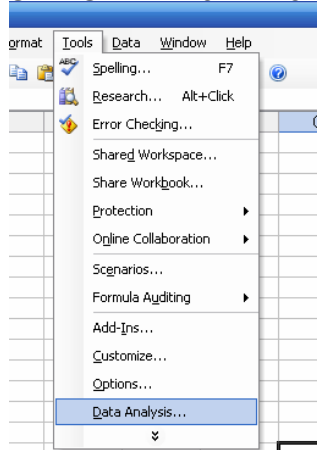 ormat Tools Data Window Help
ABC Spelling... F7
Research... Alt+Click
Error Checking...
Shared Workspace...
Share Workbook...
Protection
Online Collaboration
Scenarios...
Formula Auditing
Add-Ins...
Customize...
Options...
Data Analysis...